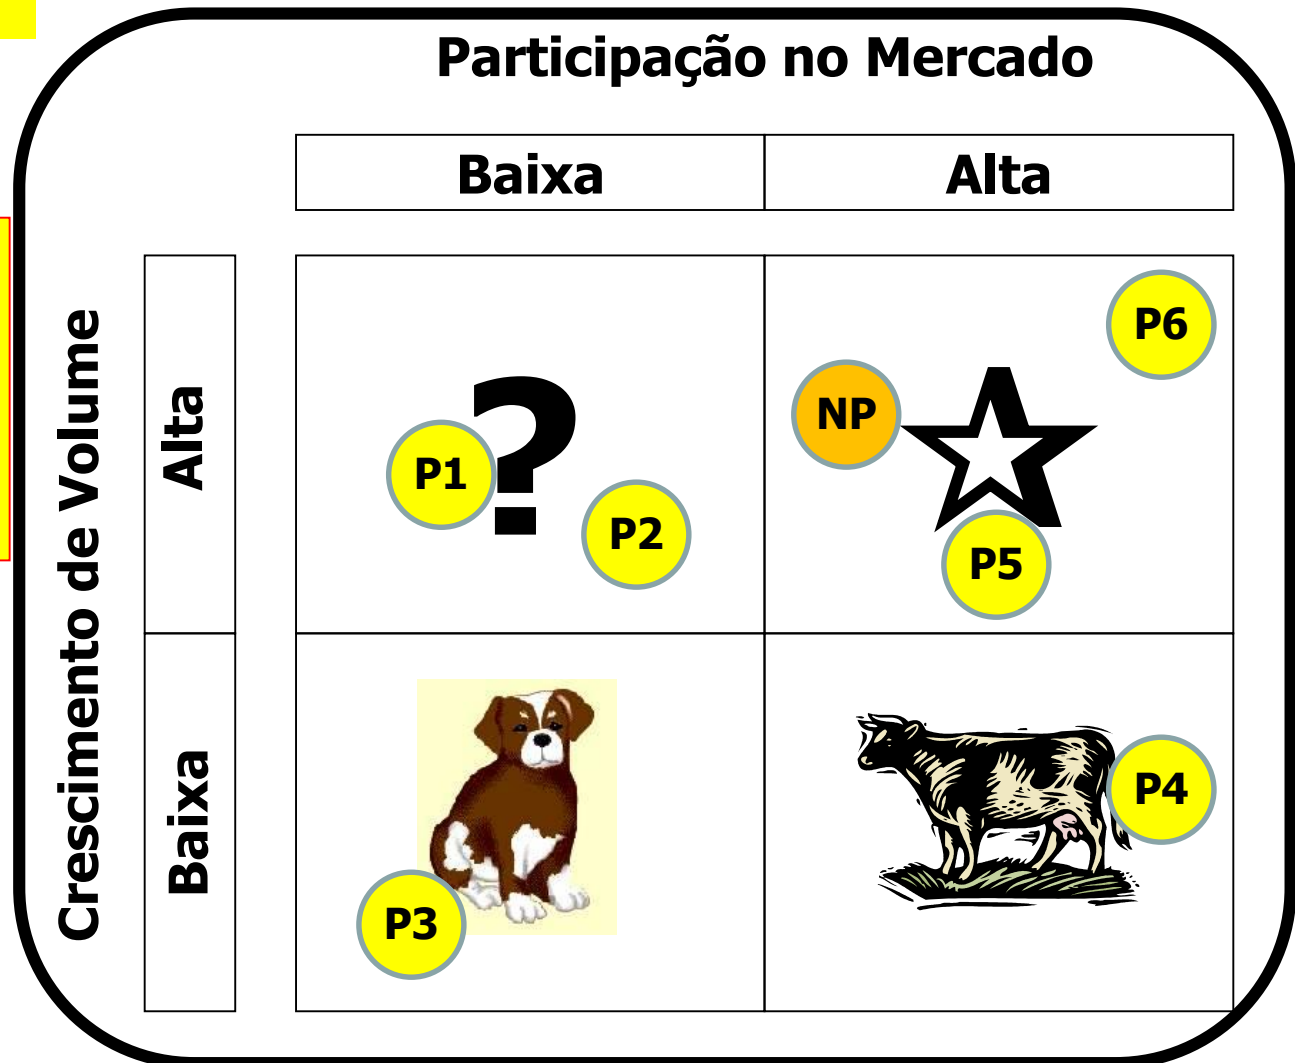 Participação no Mercado
Baixa
Alta
Crescimento de Volume
Alta
Baixa
P6
NP
?
P1
P2
P5
P4
P3